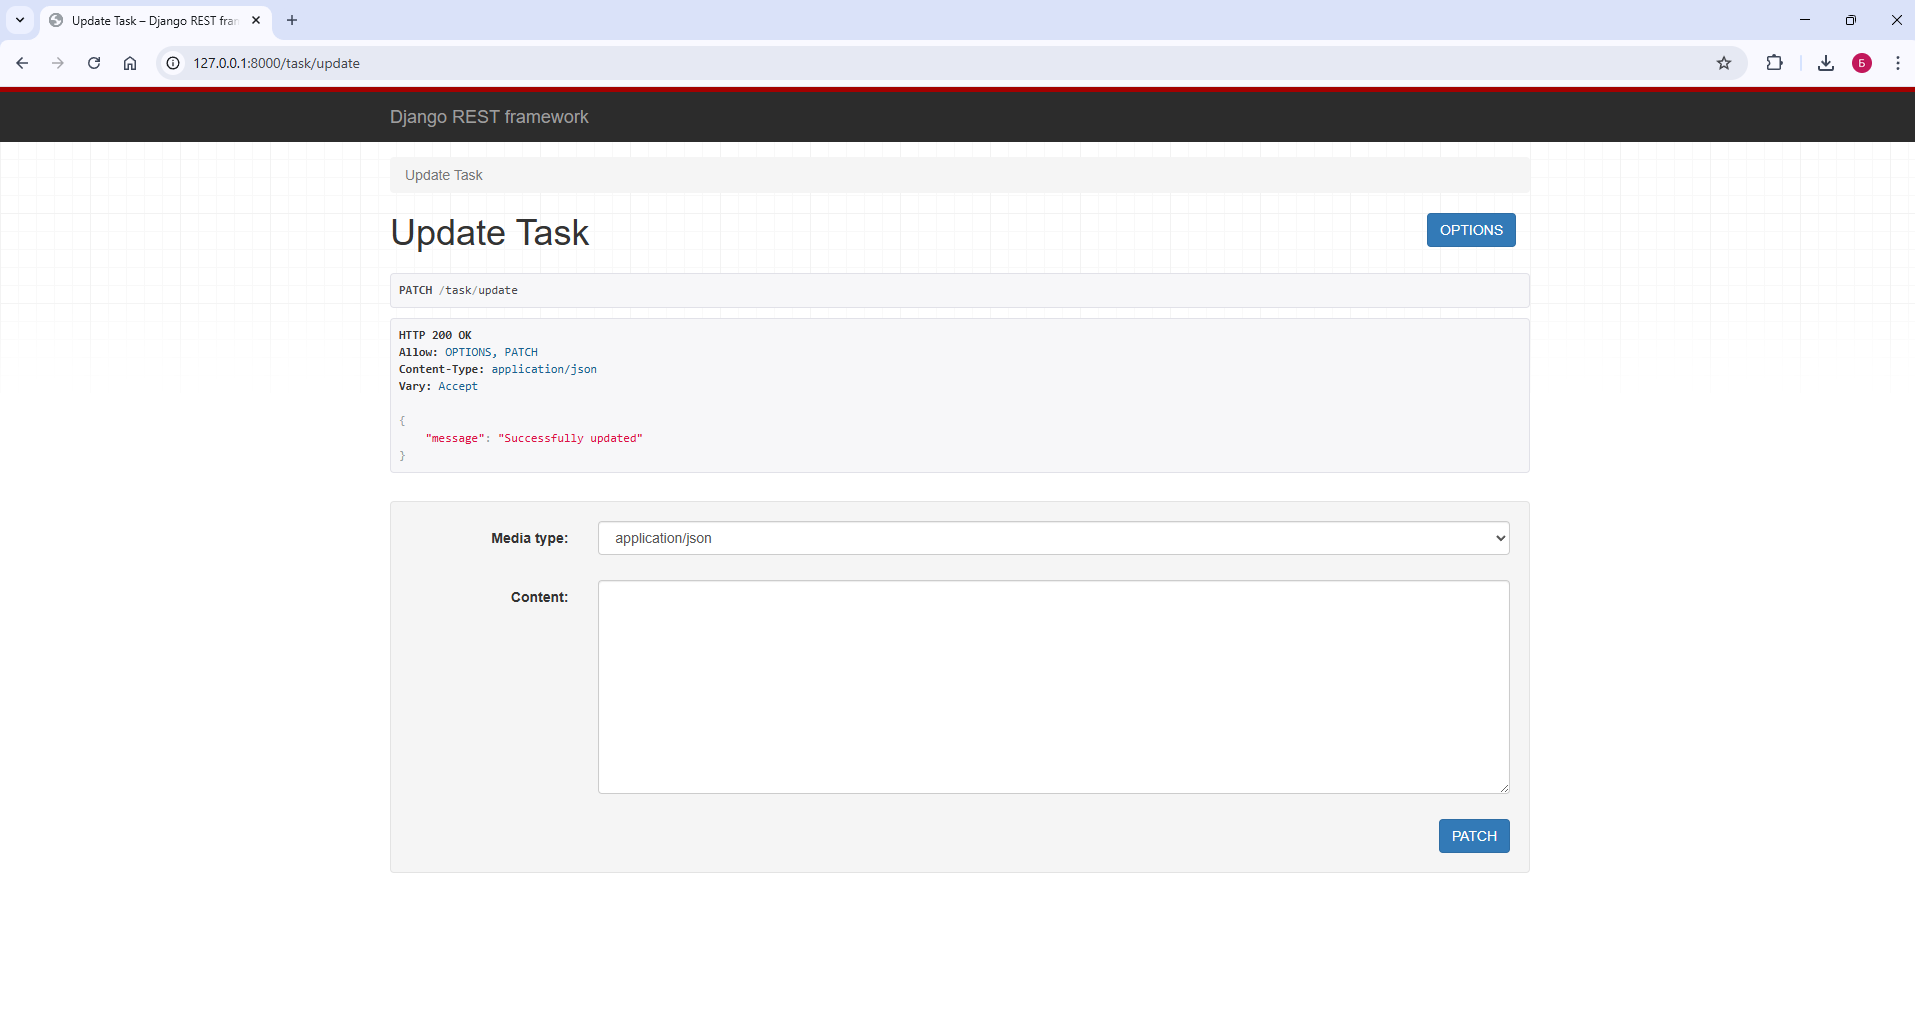 Update Task – Django REST fran
127.0.0.1:8000/task/update
Б
Django REST framework
Update Task
Update Task
OPTIONS
PATCH /task/update
HTTP 200 OK
Allow: OPTIONS, PATCH
Content-Type: application/json
Vary: Accept
{
"message": "Successfully updated"
}
Media type:
application/json
Content:
PATCH